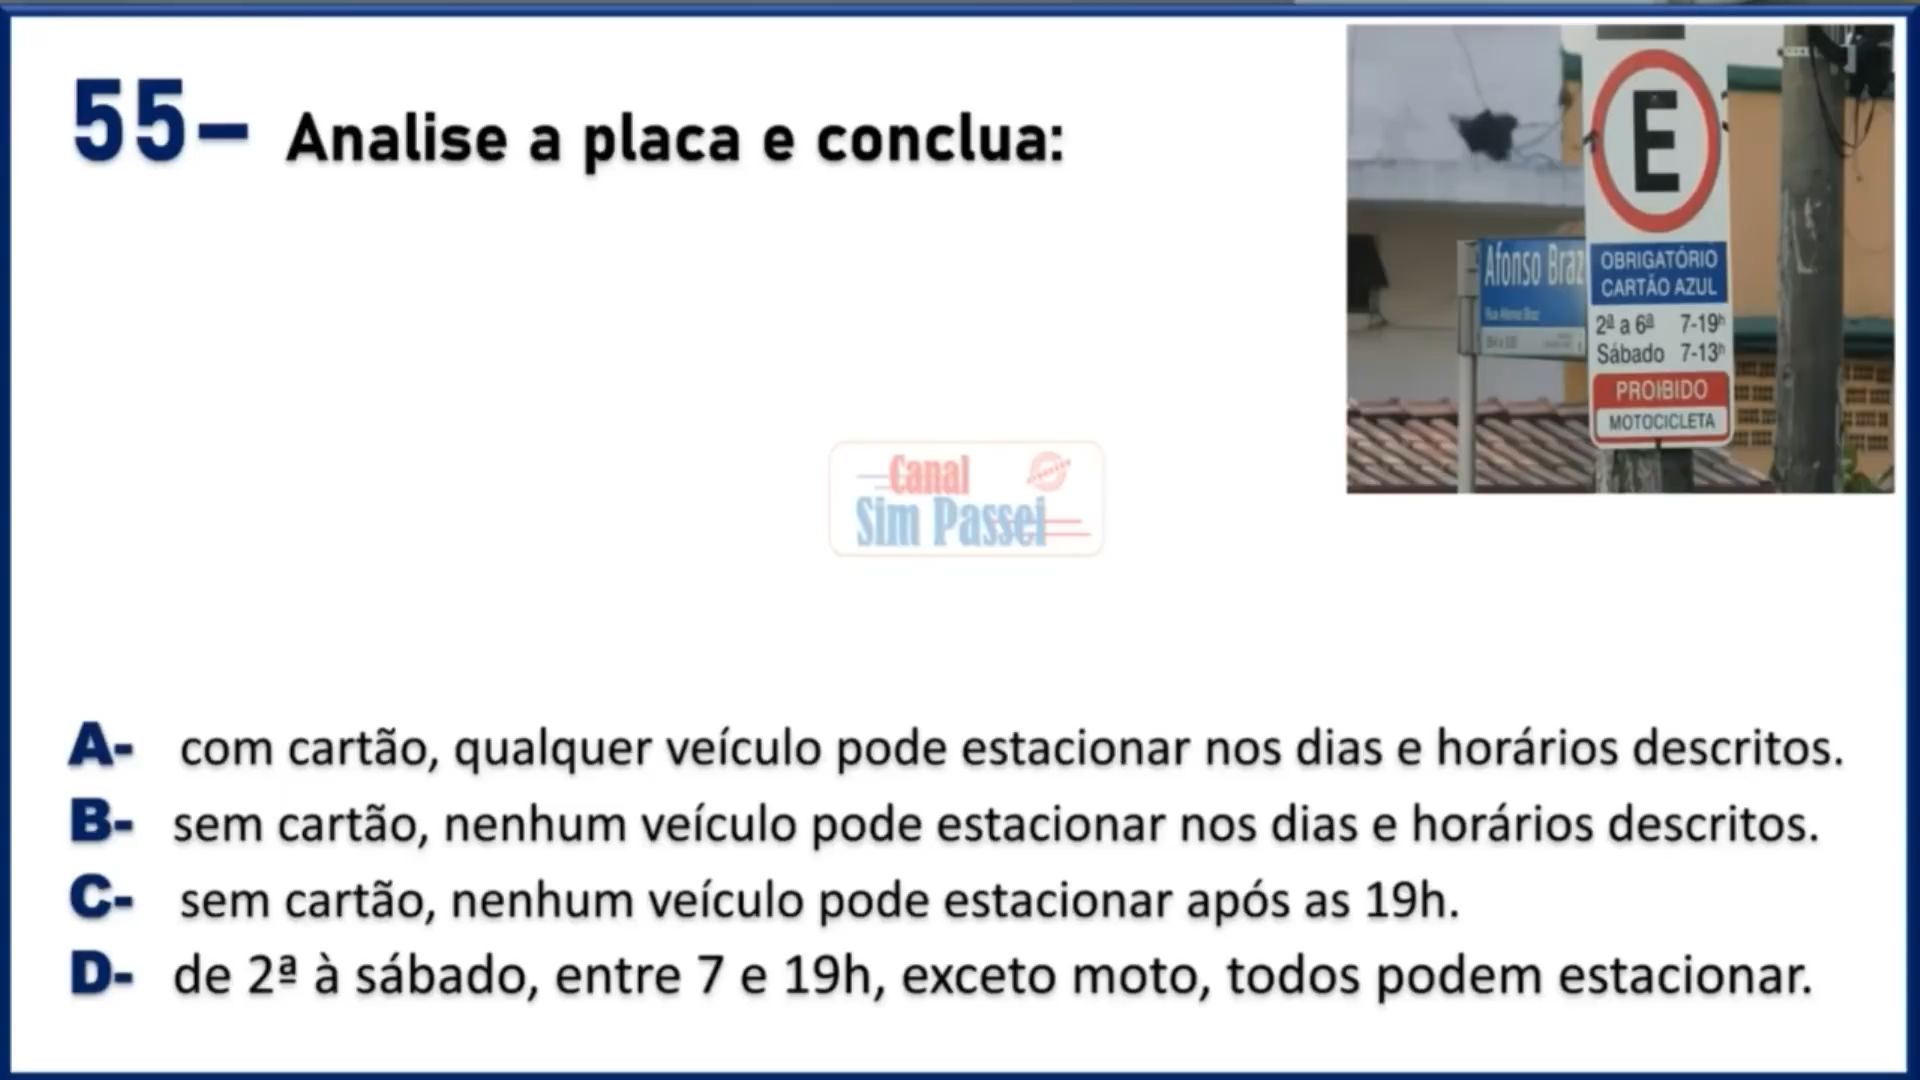 55- Analise a placa e conclua:
E
OBRIGATÓRIO
CARTÃO AZUL
2ª a 6ª 7-19h
Sábado 7-13h
PROIBIDO
MOTOCICLETA
Afonso Braz
Rua Afonso Braz
Canal
Sim Passei
A- com cartão, qualquer veículo pode estacionar nos dias e horários descritos.
B- sem cartão, nenhum veículo pode estacionar nos dias e horários descritos.
C- sem cartão, nenhum veículo pode estacionar após as 19h.
D- de 2ª à sábado, entre 7 e 19h, exceto moto, todos podem estacionar.